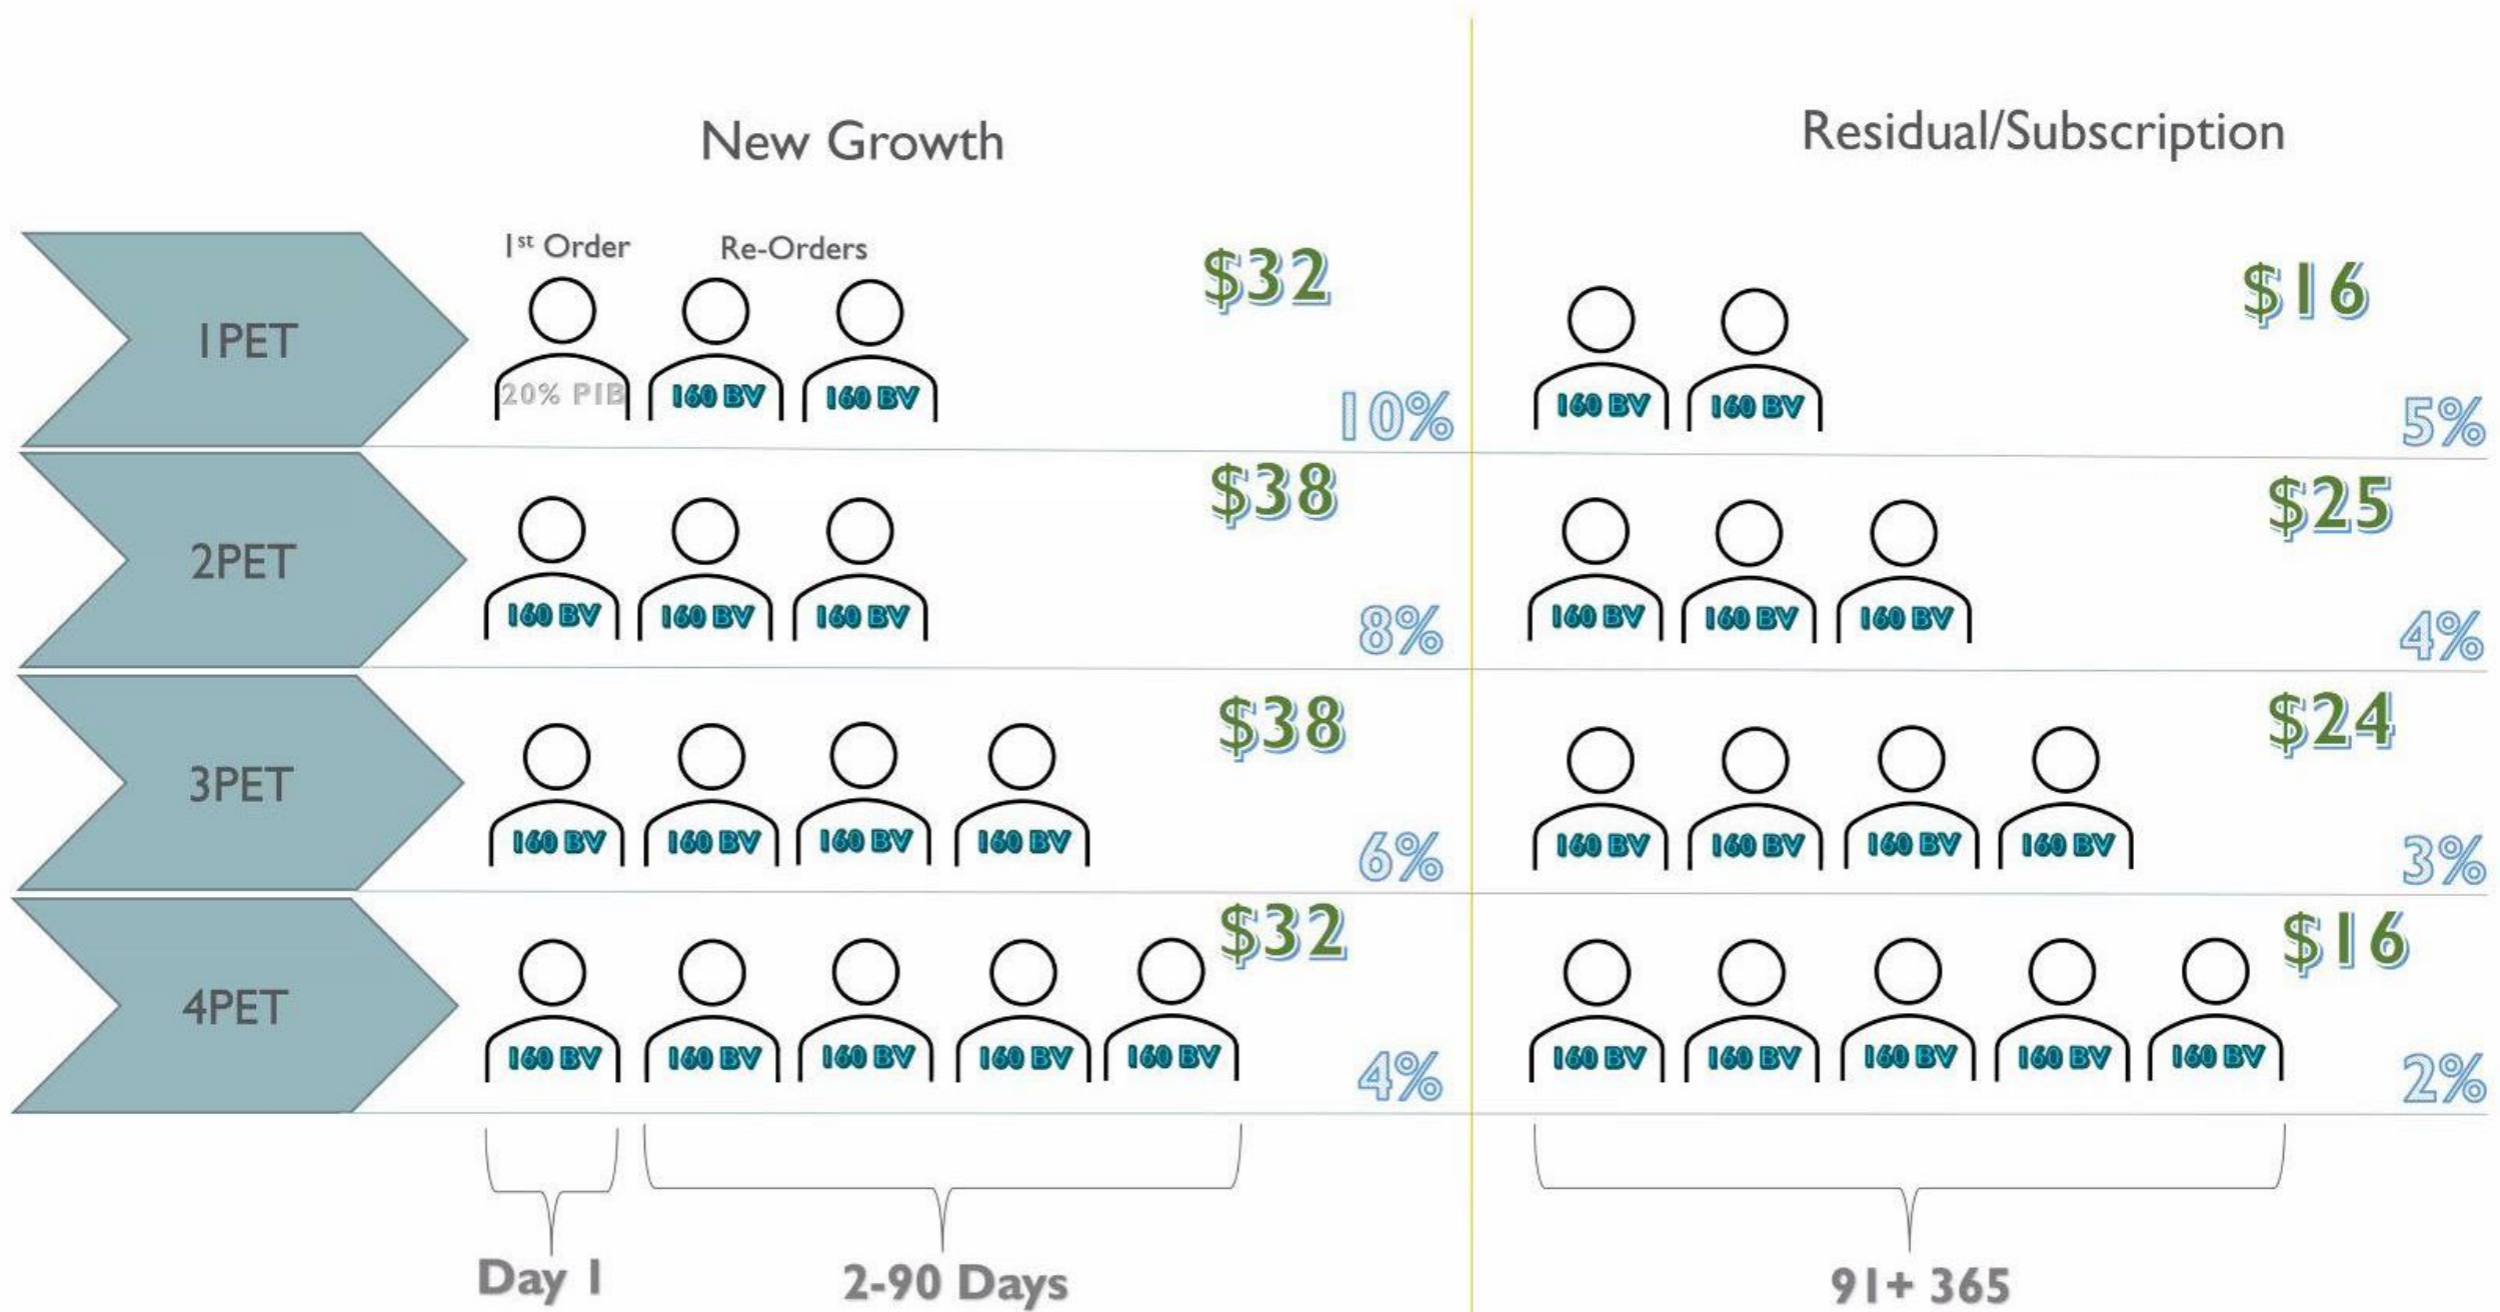 New Growth
Residual/Subscription
1st Order
Re-Orders
1PET
20% PIB
160 BV
160 BV
$32
10%
160 BV
160 BV
$16
5%
2PET
160 BV
160 BV
160 BV
$38
8%
160 BV
160 BV
160 BV
$25
4%
3PET
160 BV
160 BV
160 BV
160 BV
$38
6%
160 BV
160 BV
160 BV
160 BV
$24
3%
4PET
160 BV
160 BV
160 BV
160 BV
160 BV
$32
4%
160 BV
160 BV
160 BV
160 BV
160 BV
$16
2%
Day 1
2-90 Days
91+ 365